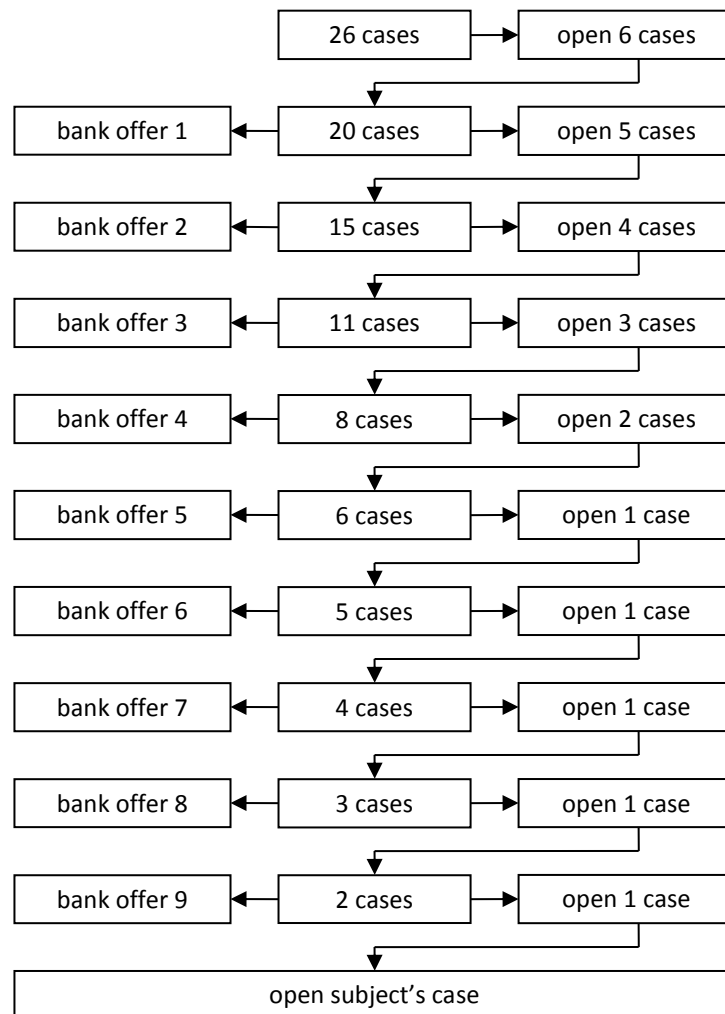 26 cases
open 6 cases
bank offer 1
20 cases
open 5 cases
bank offer 2
15 cases
open 4 cases
bank offer 3
11 cases
open 3 cases
bank offer 4
8 cases
open 2 cases
bank offer 5
6 cases
open 1 case
bank offer 6
5 cases
open 1 case
bank offer 7
4 cases
open 1 case
bank offer 8
3 cases
open 1 case
bank offer 9
2 cases
open 1 case
open subject’s case